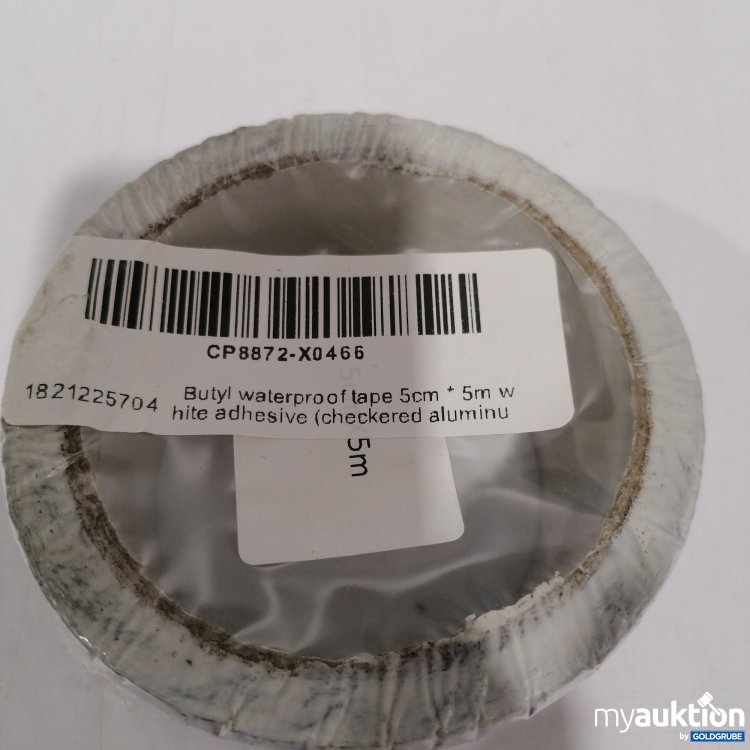 CP8872-X0466
1821225704 Butyl waterproof tape 5cm * 5m w
hite adhesive (checkered aluminu
5m
myauktion
by GOLDGRUBE